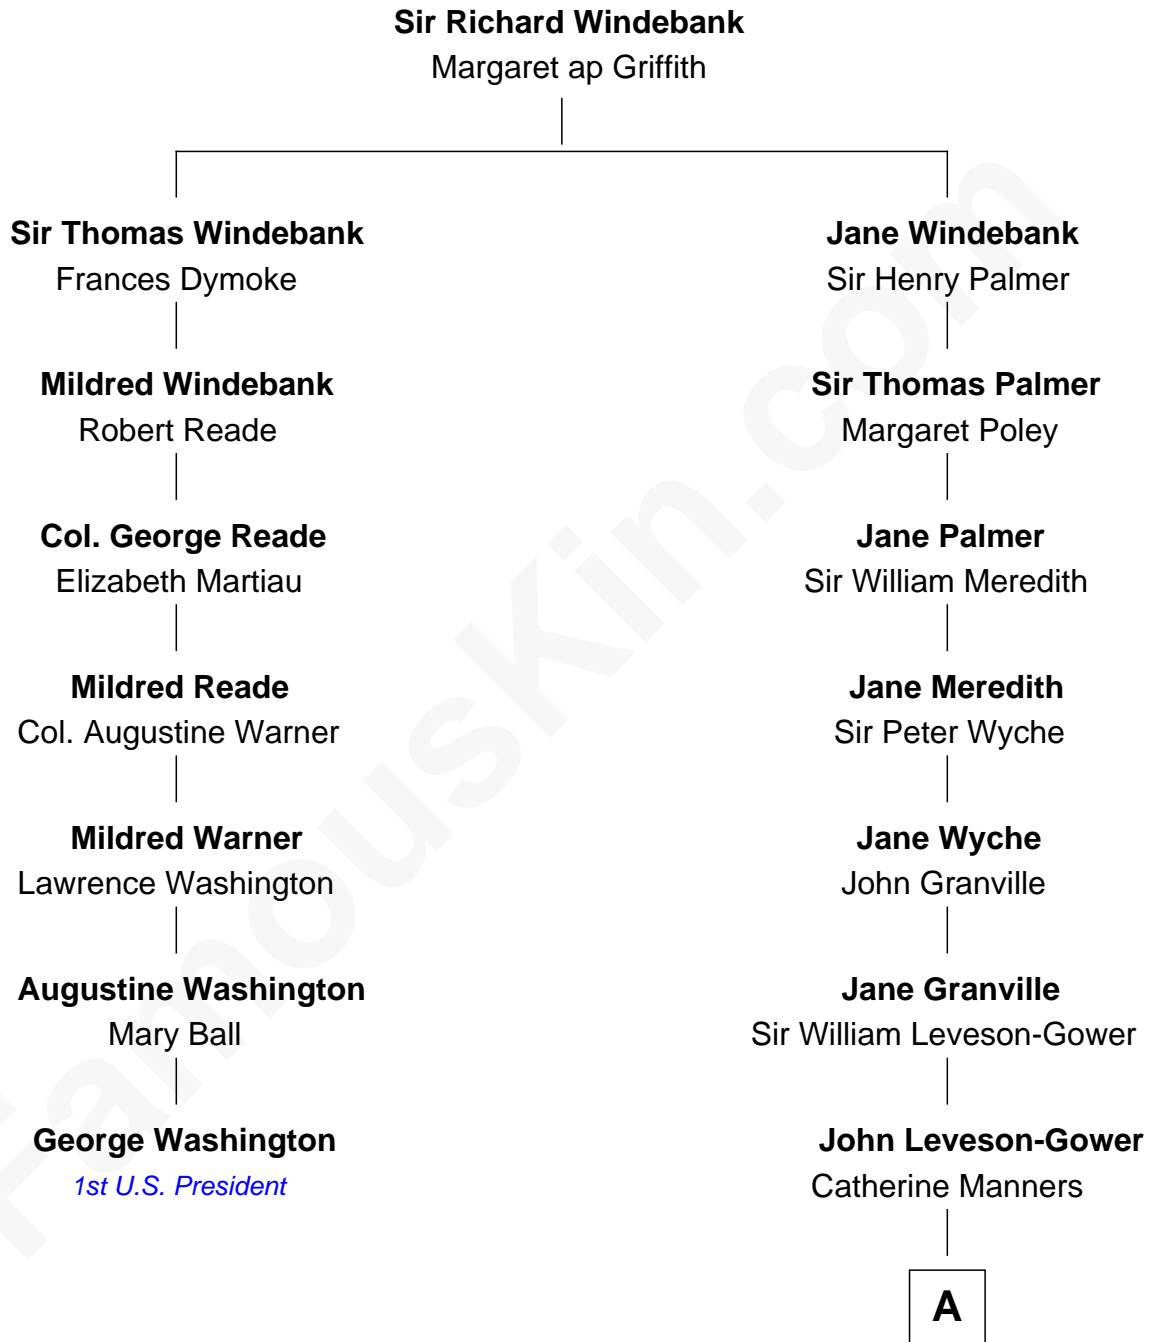 Sir Richard Windebank
Margaret ap Griffith
Sir Thomas Windebank
Frances Dymoke
Jane Windebank
Sir Henry Palmer
Mildred Windebank
Robert Reade
Sir Thomas Palmer
Margaret Poley
Col. George Reade
Elizabeth Martiau
Jane Palmer
Sir William Meredith
Mildred Reade
Col. Augustine Warner
Jane Meredith
Sir Peter Wyche
Mildred Warner
Lawrence Washington
Jane Wyche
John Granville
Augustine Washington
Mary Ball
Jane Granville
Sir William Leveson-Gower
George Washington
1st U.S. President
John Leveson-Gower
Catherine Manners
A
FamousKin.com